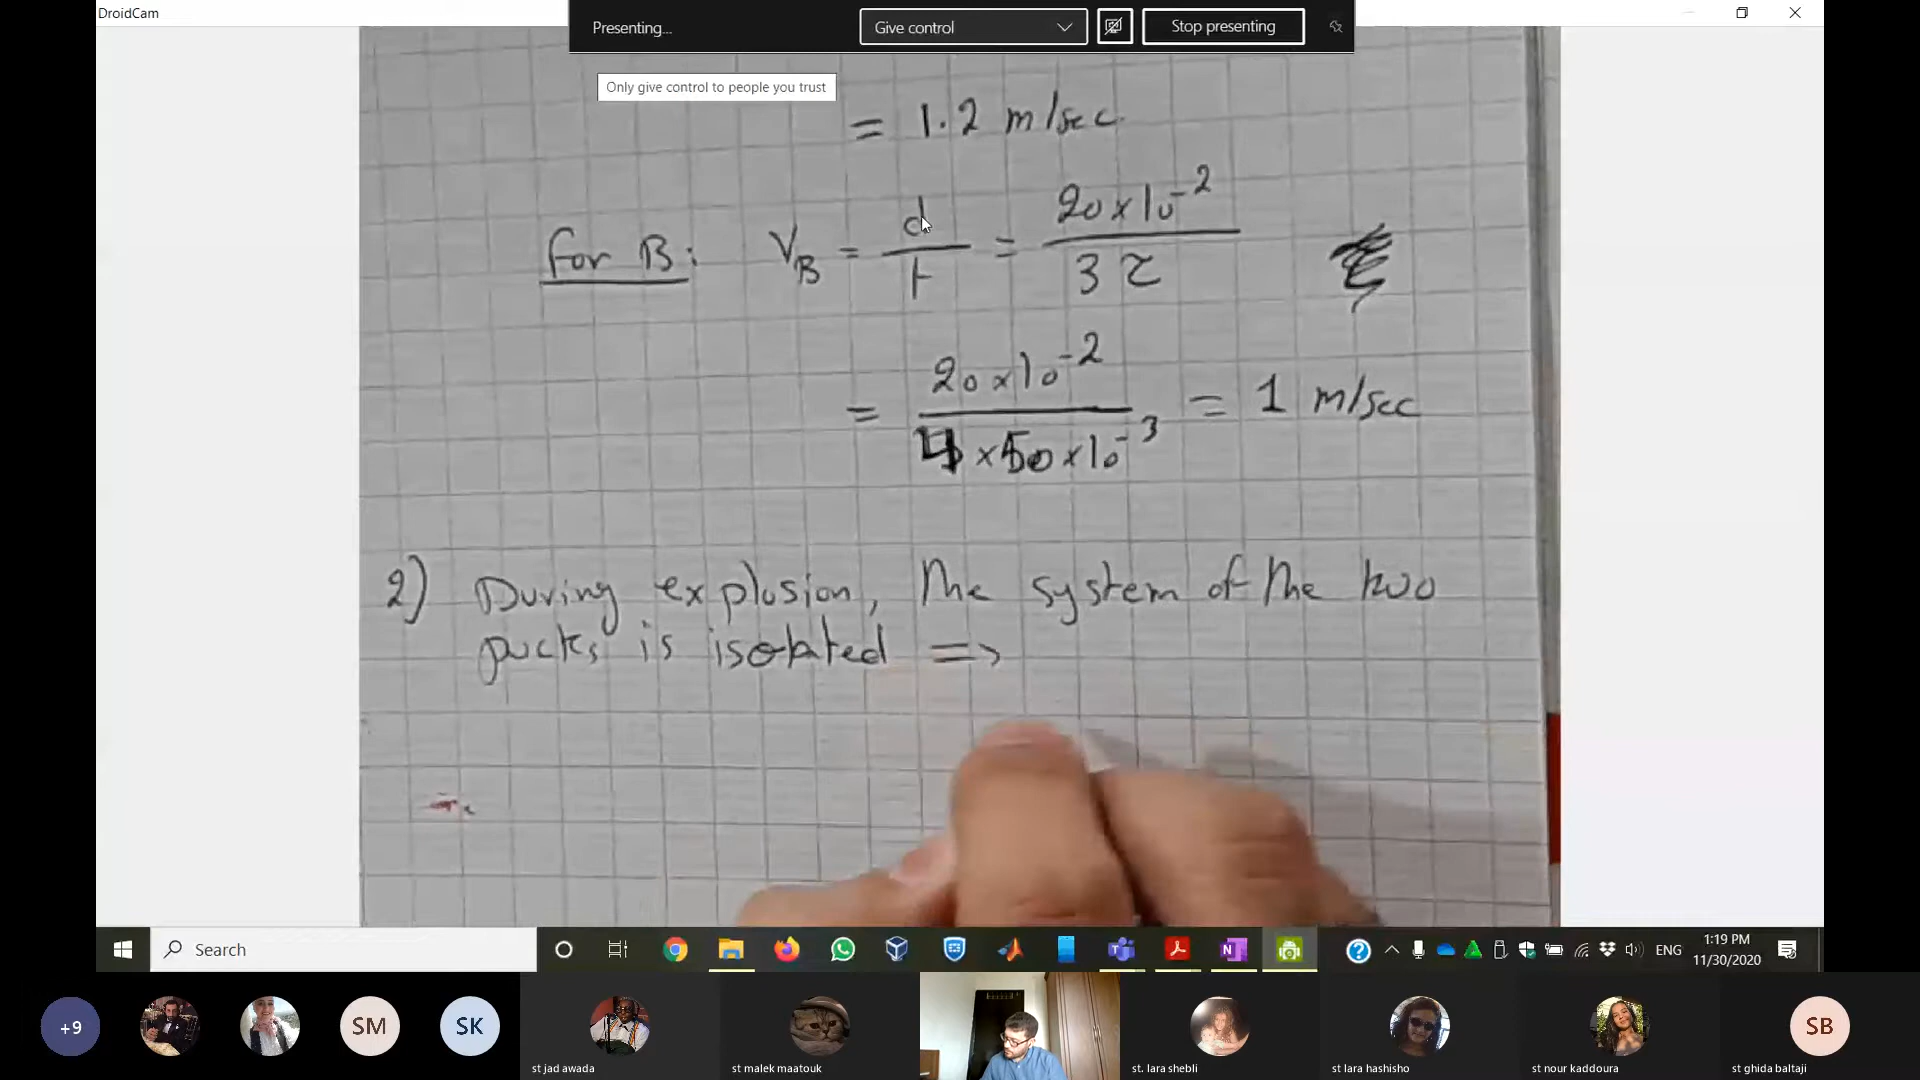 DroidCam
Presenting...
Give control
Stop presenting
Only give control to people you trust
= 1.2 m/sec
For B: V_B = d/t = 20 x 10^-2 / 3 τ
= 20 x 10^-2 / 4 x 50 x 10^-3 = 1 m/sec
2) During explosion, the system of the two
pucks is isolated =>
Search
ENG
1:19 PM
11/30/2020
+9
SM
SK
SB
st jad awada
st malek maatouk
st. lara shebli
st lara hashisho
st nour kaddoura
st ghida baltaji